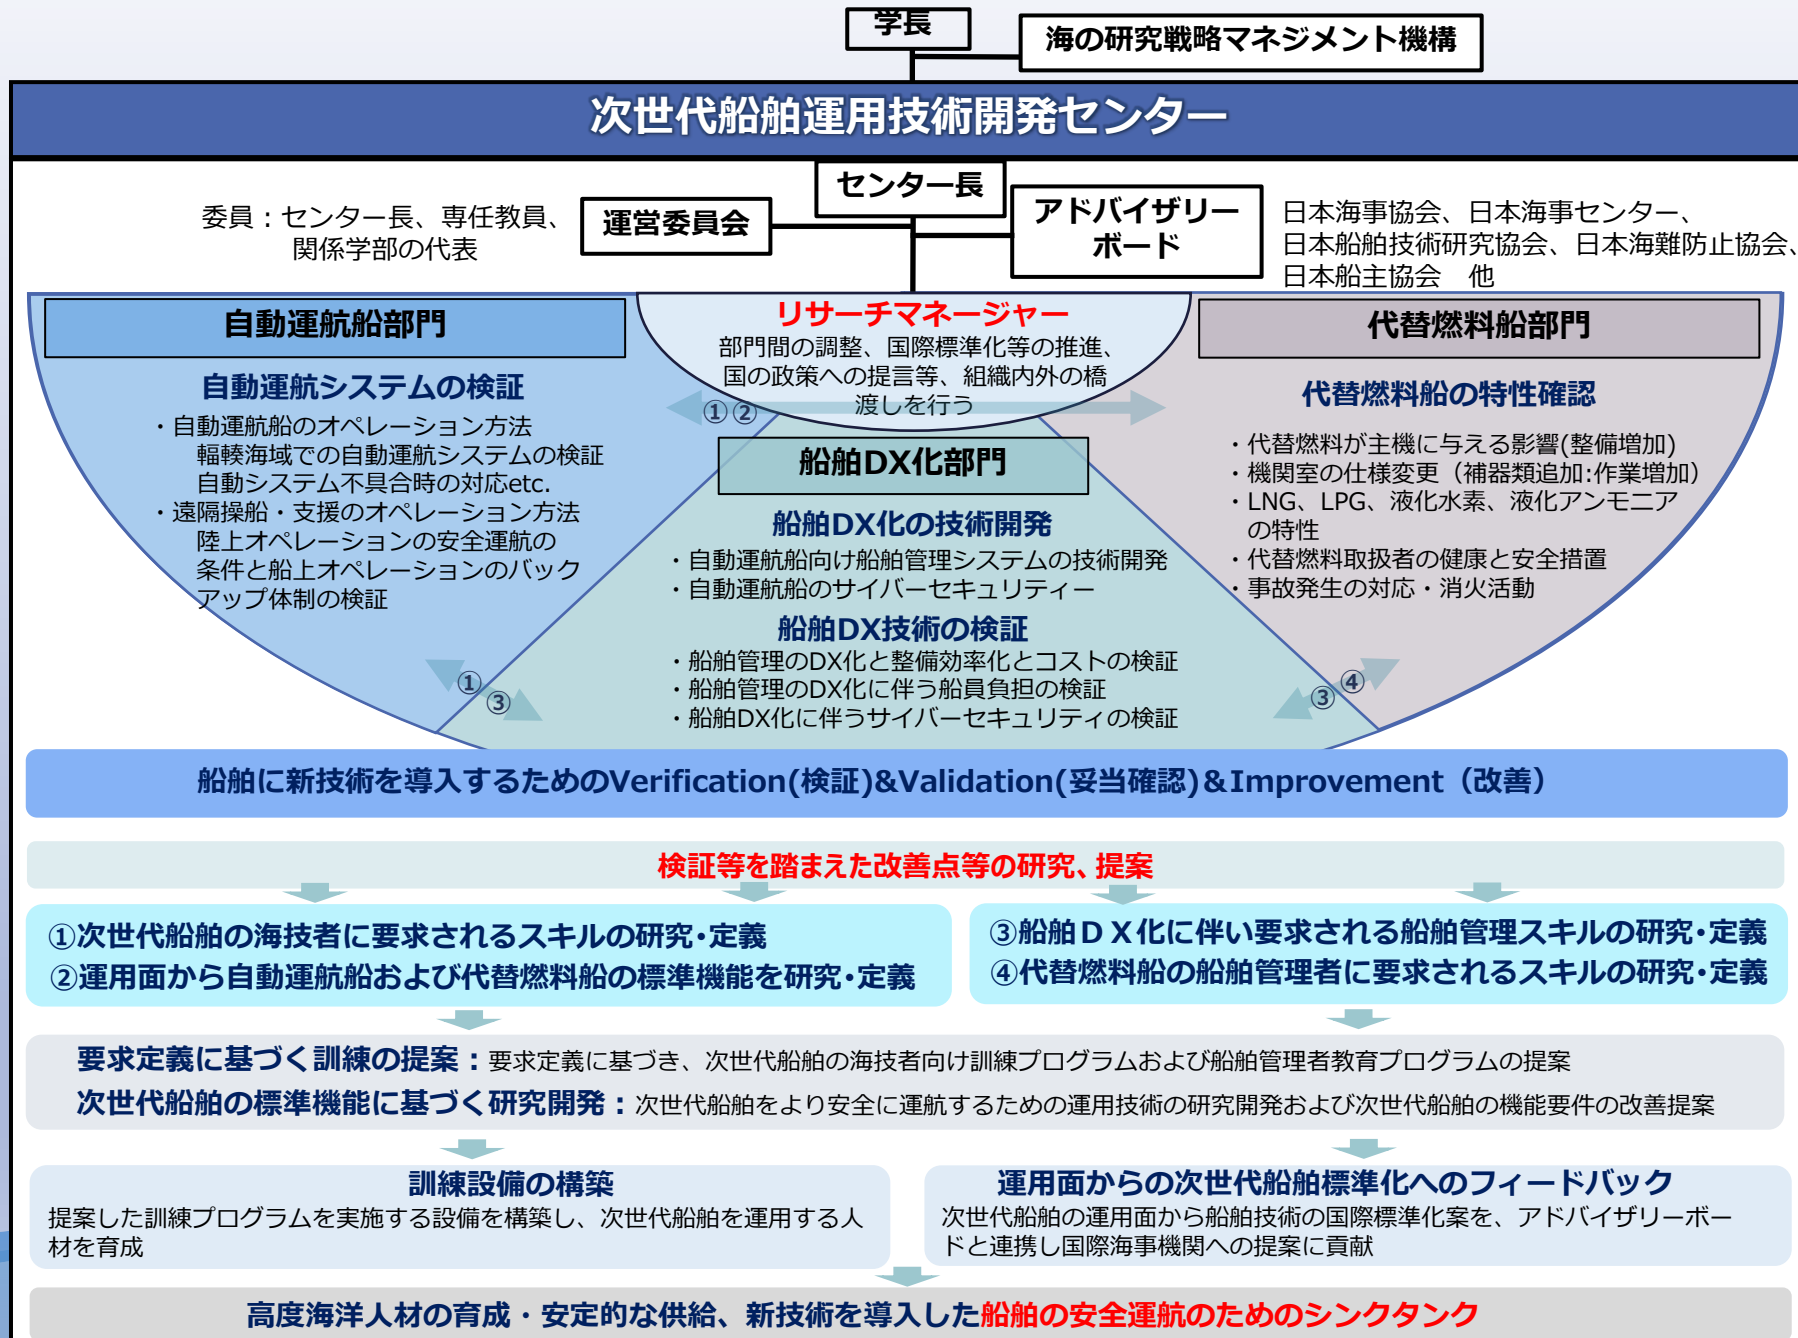 学長
海の研究戦略マネジメント機構
次世代船舶運用技術開発センター
センター長
委員：センター長、専任教員、
関係学部の代表
運営委員会
アドバイザリー
ボード
日本海事協会、日本海事センター、
日本船舶技術研究協会、日本海難防止協会、
日本船主協会　他
自動運航船部門
自動運航システムの検証
・自動運航船のオペレーション方法
輻輳海域での自動運航システムの検証
自動システム不具合時の対応etc.
・遠隔操船・支援のオペレーション方法
陸上オペレーションの安全運航の
条件と船上オペレーションのバック
アップ体制の検証
リサーチマネージャー
部門間の調整、国際標準化等の推進、
国の政策への提言等、組織内外の橋
渡しを行う
①②
船舶DX化部門
船舶DX化の技術開発
・自動運航船向け船舶管理システムの技術開発
・自動運航船のサイバーセキュリティー
船舶DX技術の検証
・船舶管理のDX化と整備効率化とコストの検証
・船舶管理のDX化に伴う船員負担の検証
・船舶DX化に伴うサイバーセキュリティの検証
代替燃料船部門
代替燃料船の特性確認
・代替燃料が主機に与える影響(整備増加)
・機関室の仕様変更（補器類追加:作業増加）
・LNG、LPG、液化水素、液化アンモニア
の特性
・代替燃料取扱者の健康と安全措置
・事故発生の対応・消火活動
①
③
③
④
船舶に新技術を導入するためのVerification(検証)&Validation(妥当確認)&Improvement（改善）
検証等を踏まえた改善点等の研究、提案
①次世代船舶の海技者に要求されるスキルの研究・定義
②運用面から自動運航船および代替燃料船の標準機能を研究・定義
③船舶ＤＸ化に伴い要求される船舶管理スキルの研究・定義
④代替燃料船の船舶管理者に要求されるスキルの研究・定義
要求定義に基づく訓練の提案：要求定義に基づき、次世代船舶の海技者向け訓練プログラムおよび船舶管理者教育プログラムの提案
次世代船舶の標準機能に基づく研究開発：次世代船舶をより安全に運航するための運用技術の研究開発および次世代船舶の機能要件の改善提案
訓練設備の構築
提案した訓練プログラムを実施する設備を構築し、次世代船舶を運用する人
材を育成
運用面からの次世代船舶標準化へのフィードバック
次世代船舶の運用面から船舶技術の国際標準化案を、アドバイザリーボー
ドと連携し国際海事機関への提案に貢献
高度海洋人材の育成・安定的な供給、新技術を導入した船舶の安全運航のためのシンクタンク